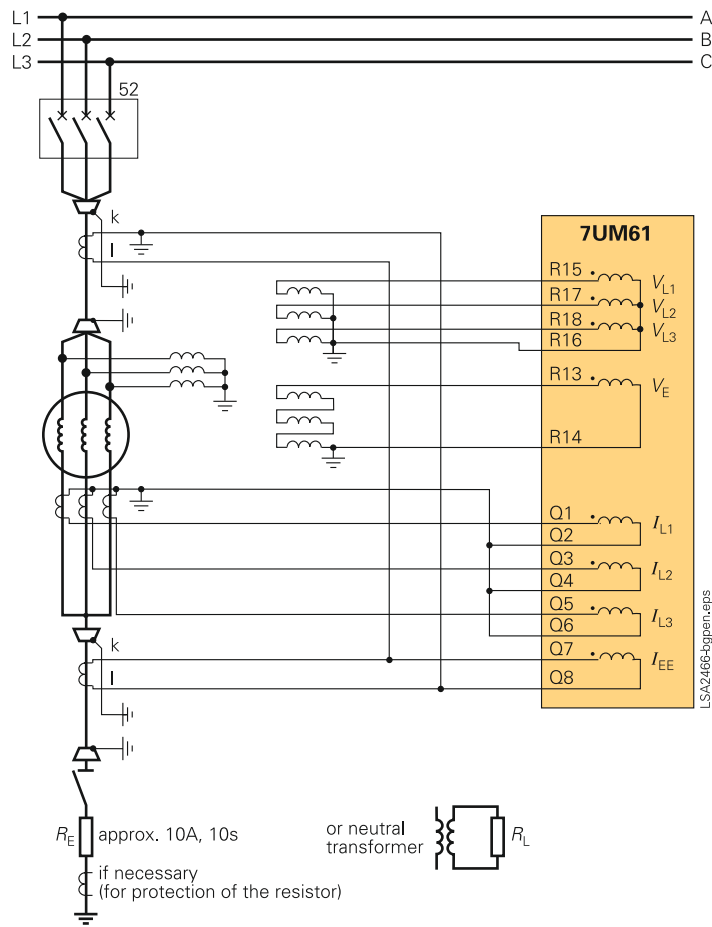 L1 A
L2 B
L3 C
52
k
l
7UM61
R15 VL1
R17 VL2
R18 VL3
R16
R13 VE
R14
Q1 IL1
Q2
Q3 IL2
Q4
Q5 IL3
Q6
k
Q7 IEE
l
Q8
LSA2466-bgpen.eps
RE approx. 10A, 10s
or neutral
transformer
RL
if necessary
(for protection of the resistor)